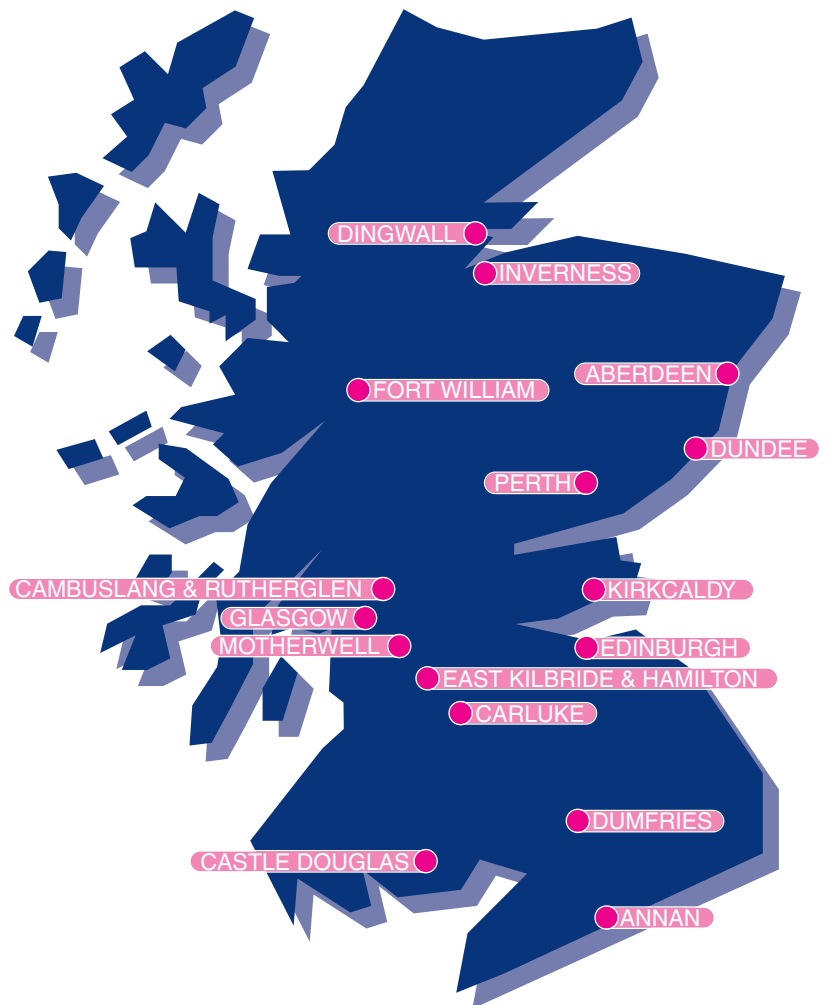 DINGWALL
INVERNESS
ABERDEEN
FORT WILLIAM
DUNDEE
PERTH
CAMBUSLANG & RUTHERGLEN
KIRKCALDY
GLASGOW
MOTHERWELL
EDINBURGH
EAST KILBRIDE & HAMILTON
CARLUKE
DUMFRIES
CASTLE DOUGLAS
ANNAN